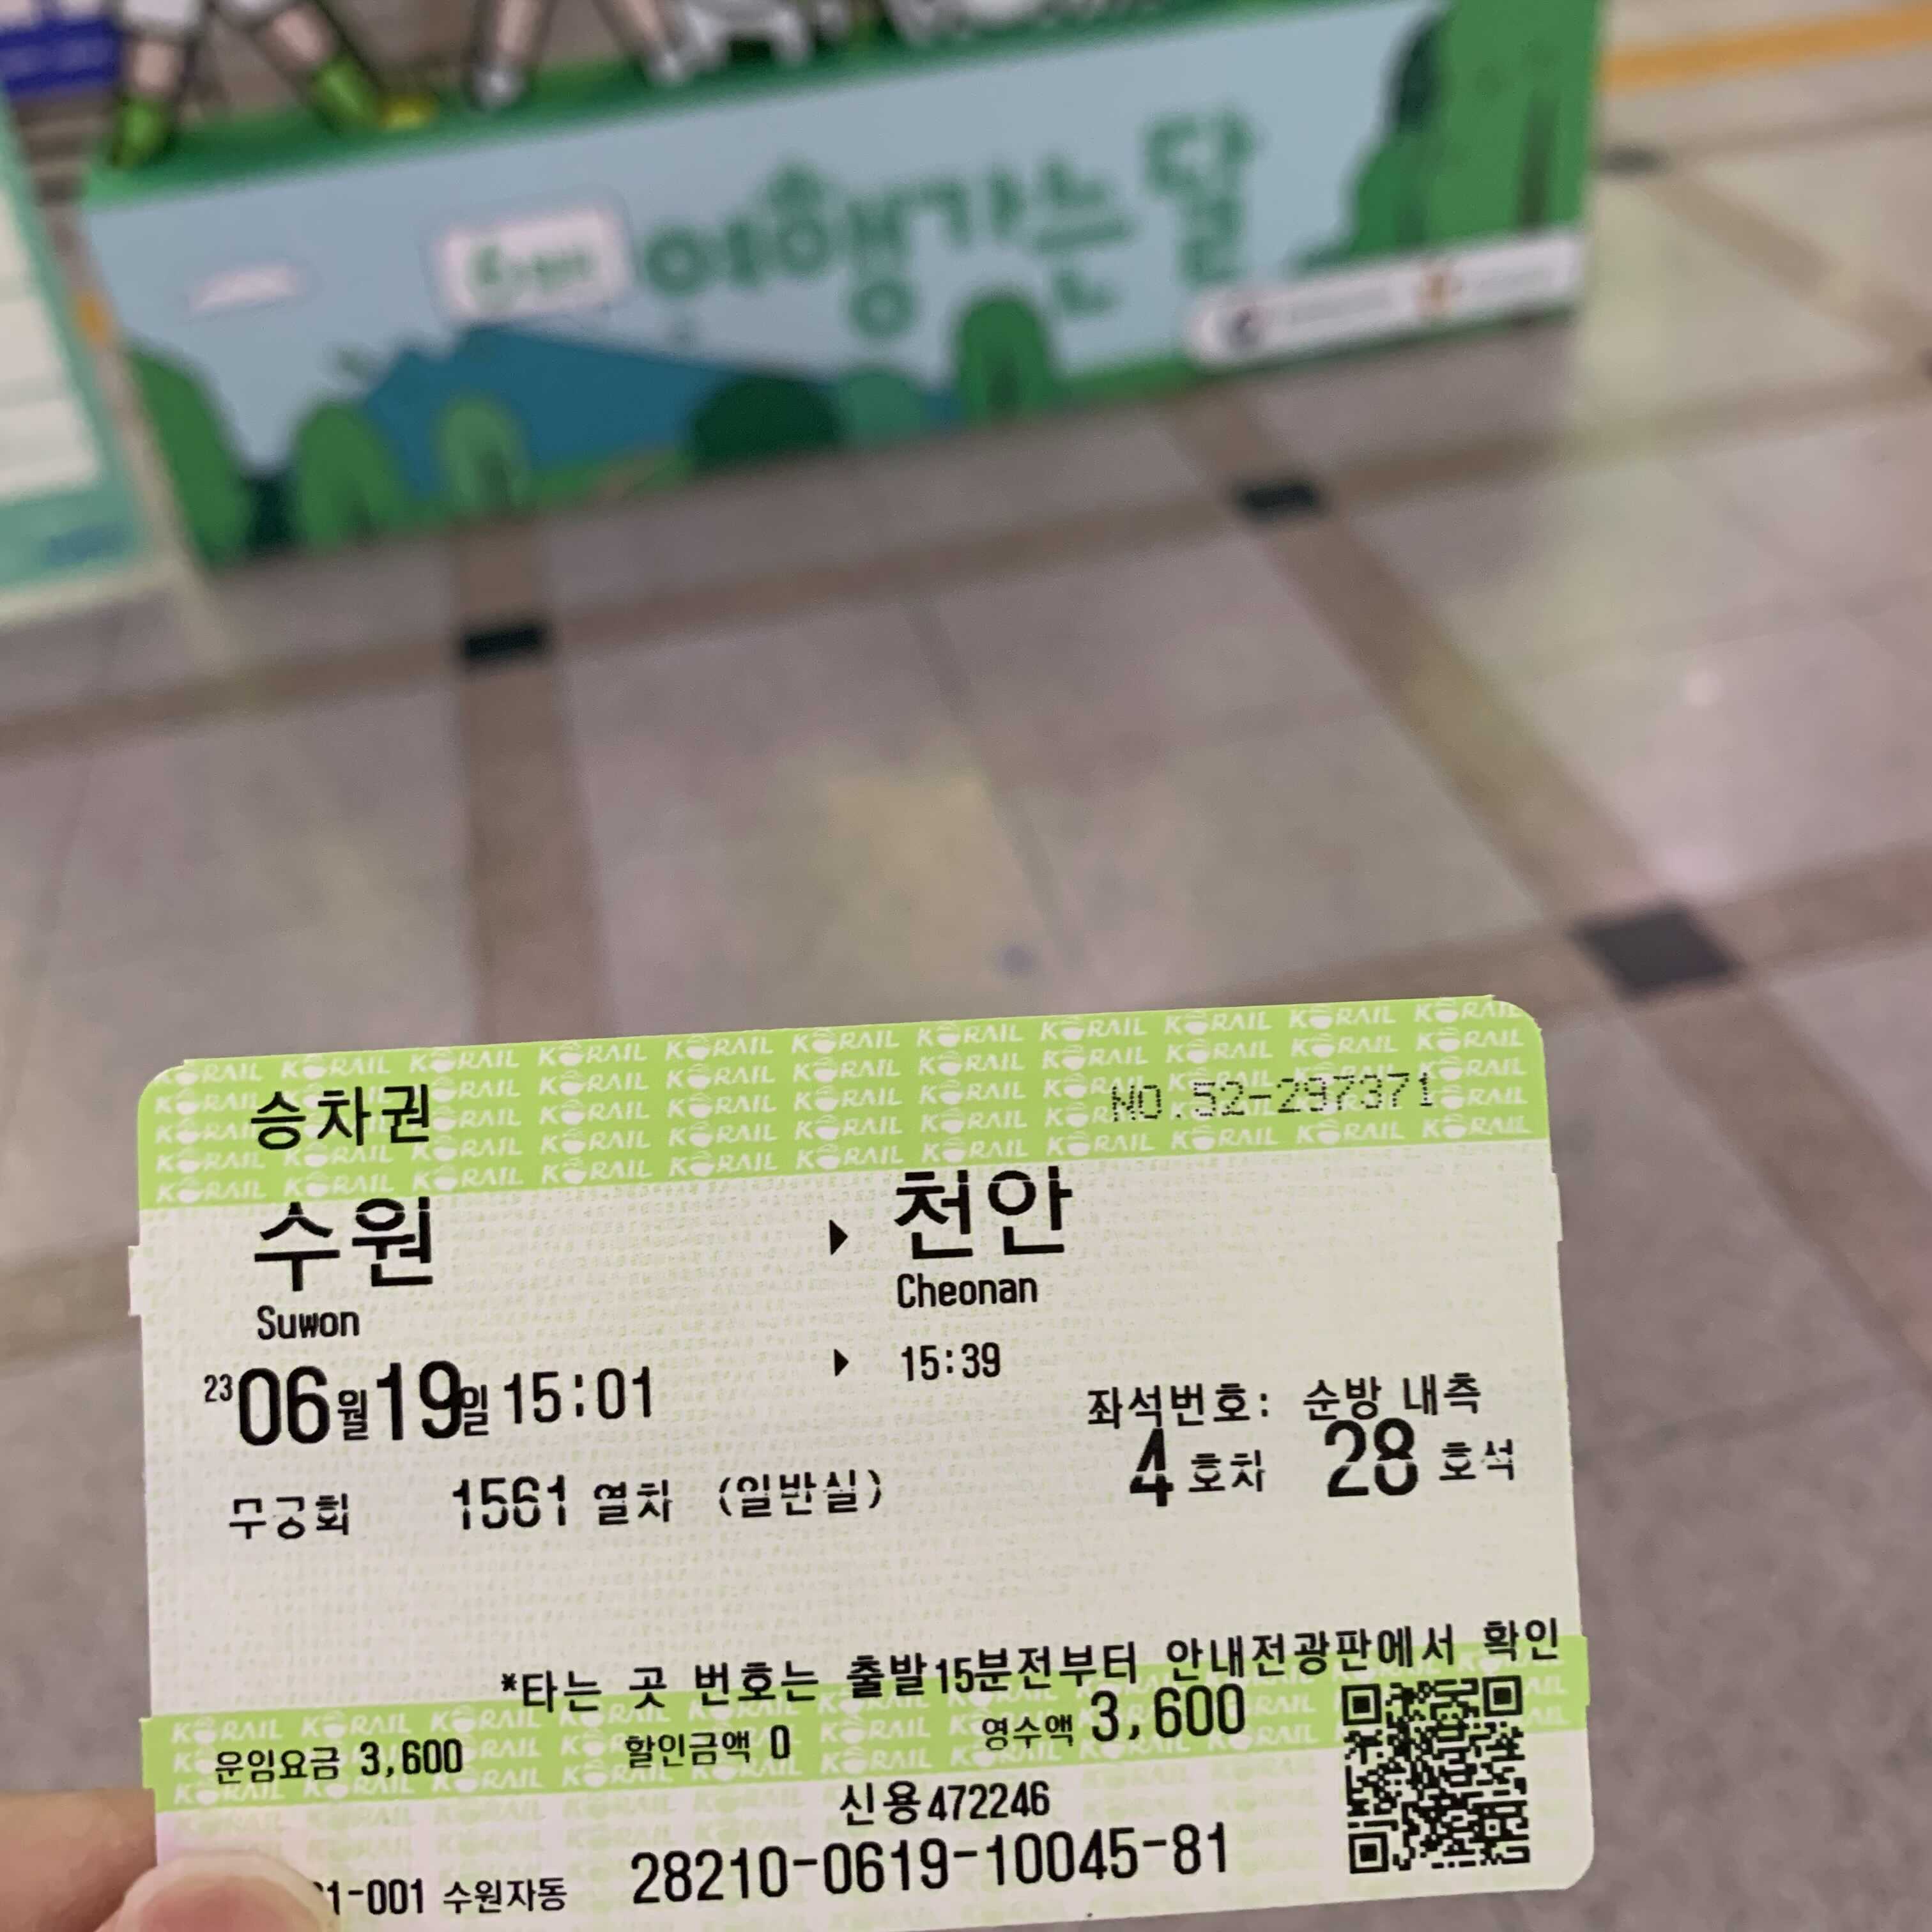 여행가는달
승차권
NO.52-297371
수원 ▶ 천안
Suwon Cheonan
23 06월19일 15:01 ▶ 15:39
좌석번호: 순방 내측
무궁화 1561 열차 (일반실) 4 호차 28 호석
*타는 곳 번호는 출발15분전부터 안내전광판에서 확인
운임요금 3,600 할인금액 0 영수액 3,600
신용472246
1-001 수원자동 28210-0619-10045-81
KORAIL